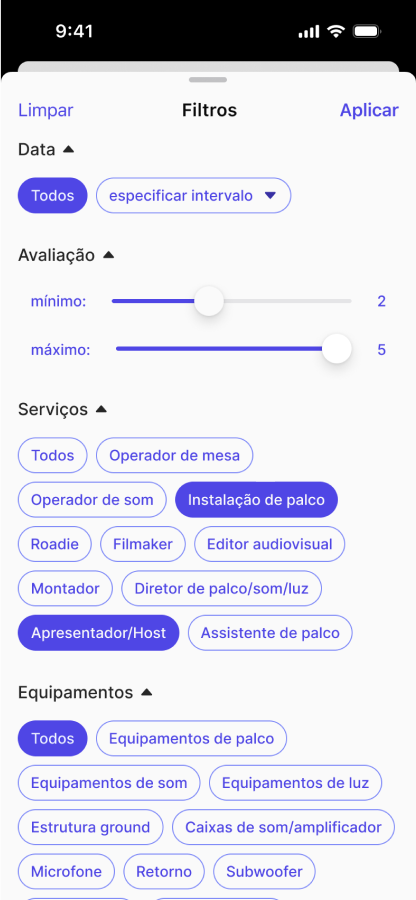 9:41
Limpar Filtros Aplicar
Data
Todos especificar intervalo
Avaliação
mínimo: 2
máximo: 5
Serviços
Todos Operador de mesa
Operador de som Instalação de palco
Roadie Filmaker Editor audiovisual
Montador Diretor de palco/som/luz
Apresentador/Host Assistente de palco
Equipamentos
Todos Equipamentos de palco
Equipamentos de som Equipamentos de luz
Estrutura ground Caixas de som/amplificador
Microfone Retorno Subwoofer